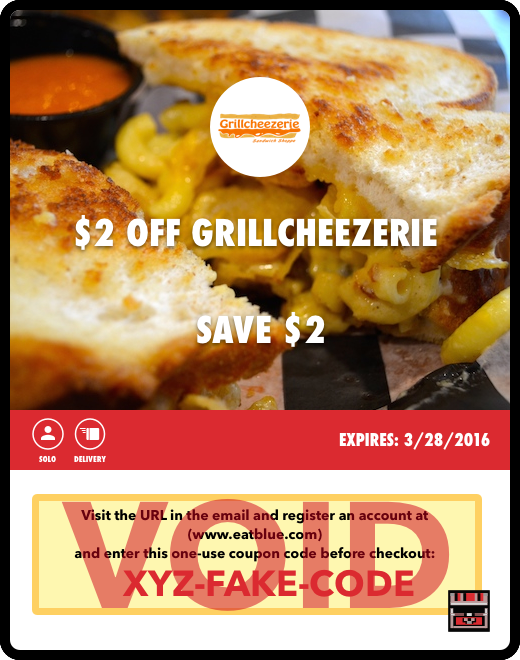 Grillcheezerie
Sandwich Shoppe
$2 OFF GRILLCHEEZERIE
SAVE $2
SOLO
DELIVERY
EXPIRES: 3/28/2016
VOID
Visit the URL in the email and register an account at
(www.eatblue.com)
and enter this one-use coupon code before checkout:
XYZ-FAKE-CODE